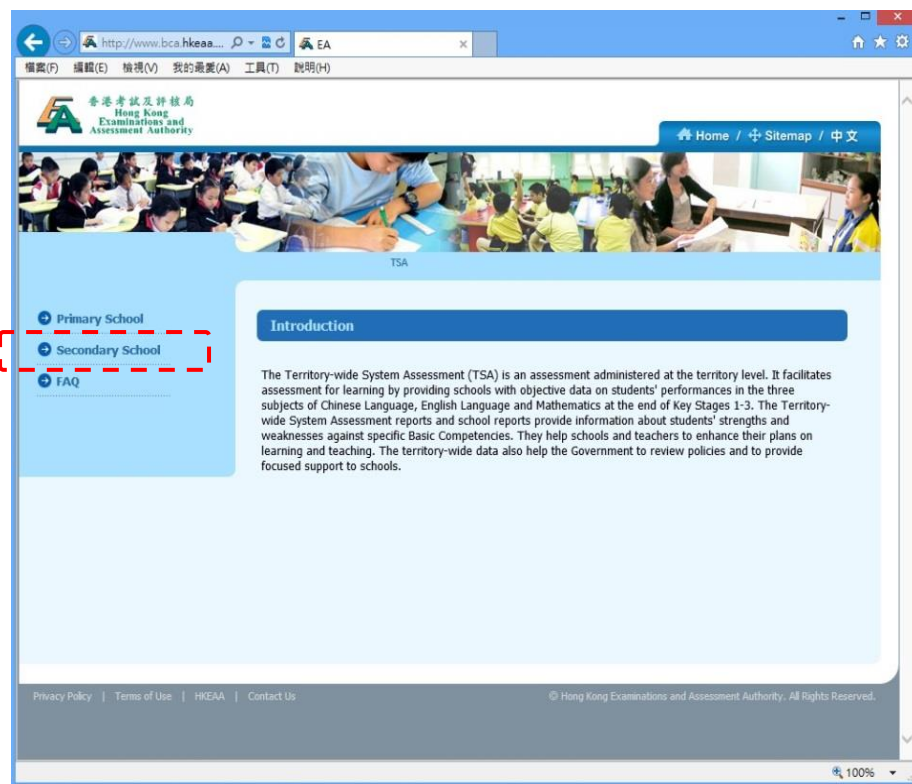 http://www.bca.hkeaa.... EA
檔案(F) 編輯(E) 檢視(V) 我的最愛(A) 工具(T) 說明(H)
香港考試及評核局
Hong Kong
Examinations and
Assessment Authority
Home / Sitemap / 中文
TSA
Primary School
Secondary School
FAQ
Introduction
The Territory-wide System Assessment (TSA) is an assessment administered at the territory level. It facilitates
assessment for learning by providing schools with objective data on students' performances in the three
subjects of Chinese Language, English Language and Mathematics at the end of Key Stages 1-3. The Territory-
wide System Assessment reports and school reports provide information about students' strengths and
weaknesses against specific Basic Competencies. They help schools and teachers to enhance their plans on
learning and teaching. The territory-wide data also help the Government to review policies and to provide
focused support to schools.
Privacy Policy | Terms of Use | HKEAA | Contact Us
© Hong Kong Examinations and Assessment Authority. All Rights Reserved.
100%